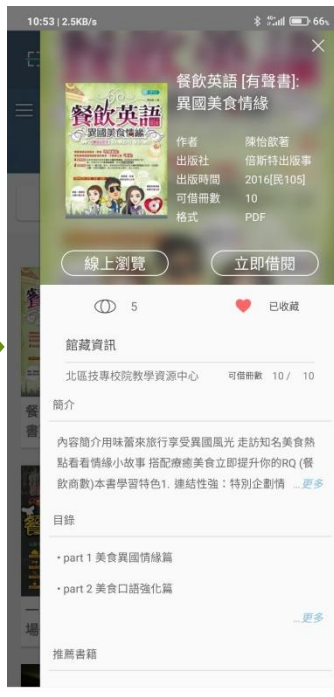 10:53 | 2.5KB/s
66%
餐飲英語 [有聲書]:
異國美食情緣
餐飲英語
異國美食情緣
作者 陳怡歆著
出版社 倍斯特出版事
出版時間 2016[民105]
可借冊數 10
格式 PDF
線上瀏覽
立即借閱
5
已收藏
館藏資訊
北區技專校院教學資源中心 可借冊數 10 / 10
簡介
內容簡介用味蕾來旅行享受異國風光 走訪知名美食熱
點看看情緣小故事 搭配療癒美食立即提升你的RQ (餐
飲商數)本書學習特色1. 連結性強：特別企劃情 ...更多
目錄
• part 1 美食異國情緣篇
• part 2 美食口語強化篇
...更多
推薦書籍
餐
書
一
場